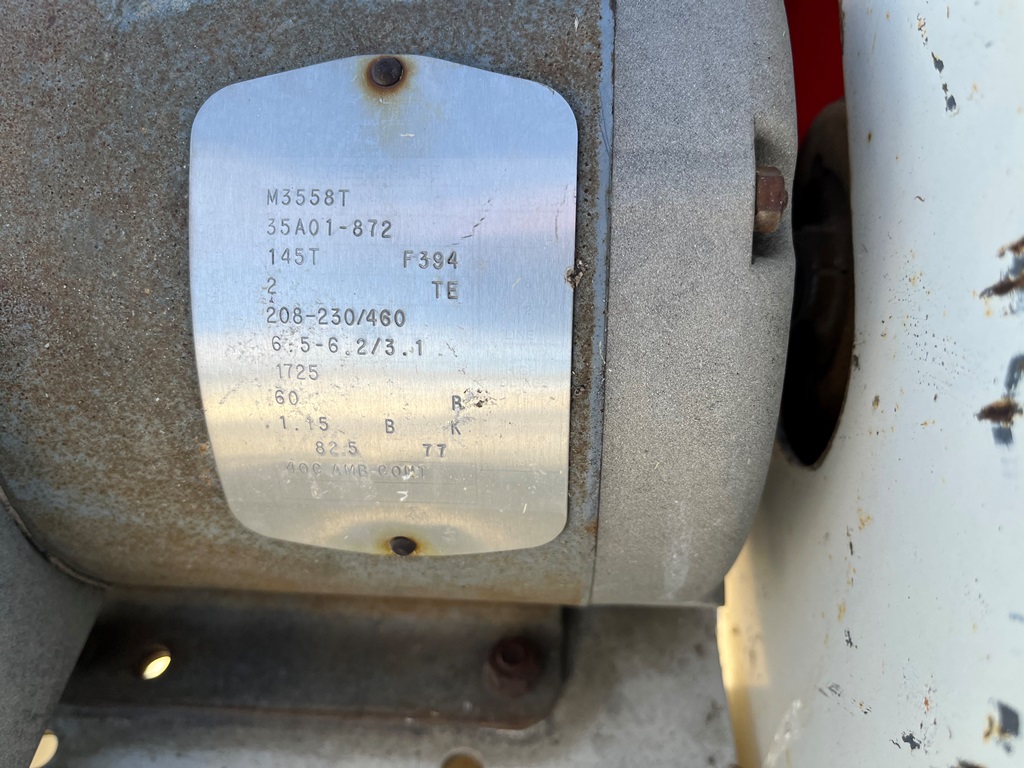 M3558T
35A01-872
145T F394
2 TE
208-230/460
6.5-6.2/3.1
1725
60 R
1.15 B K
82.5 77
40C AMB CONT